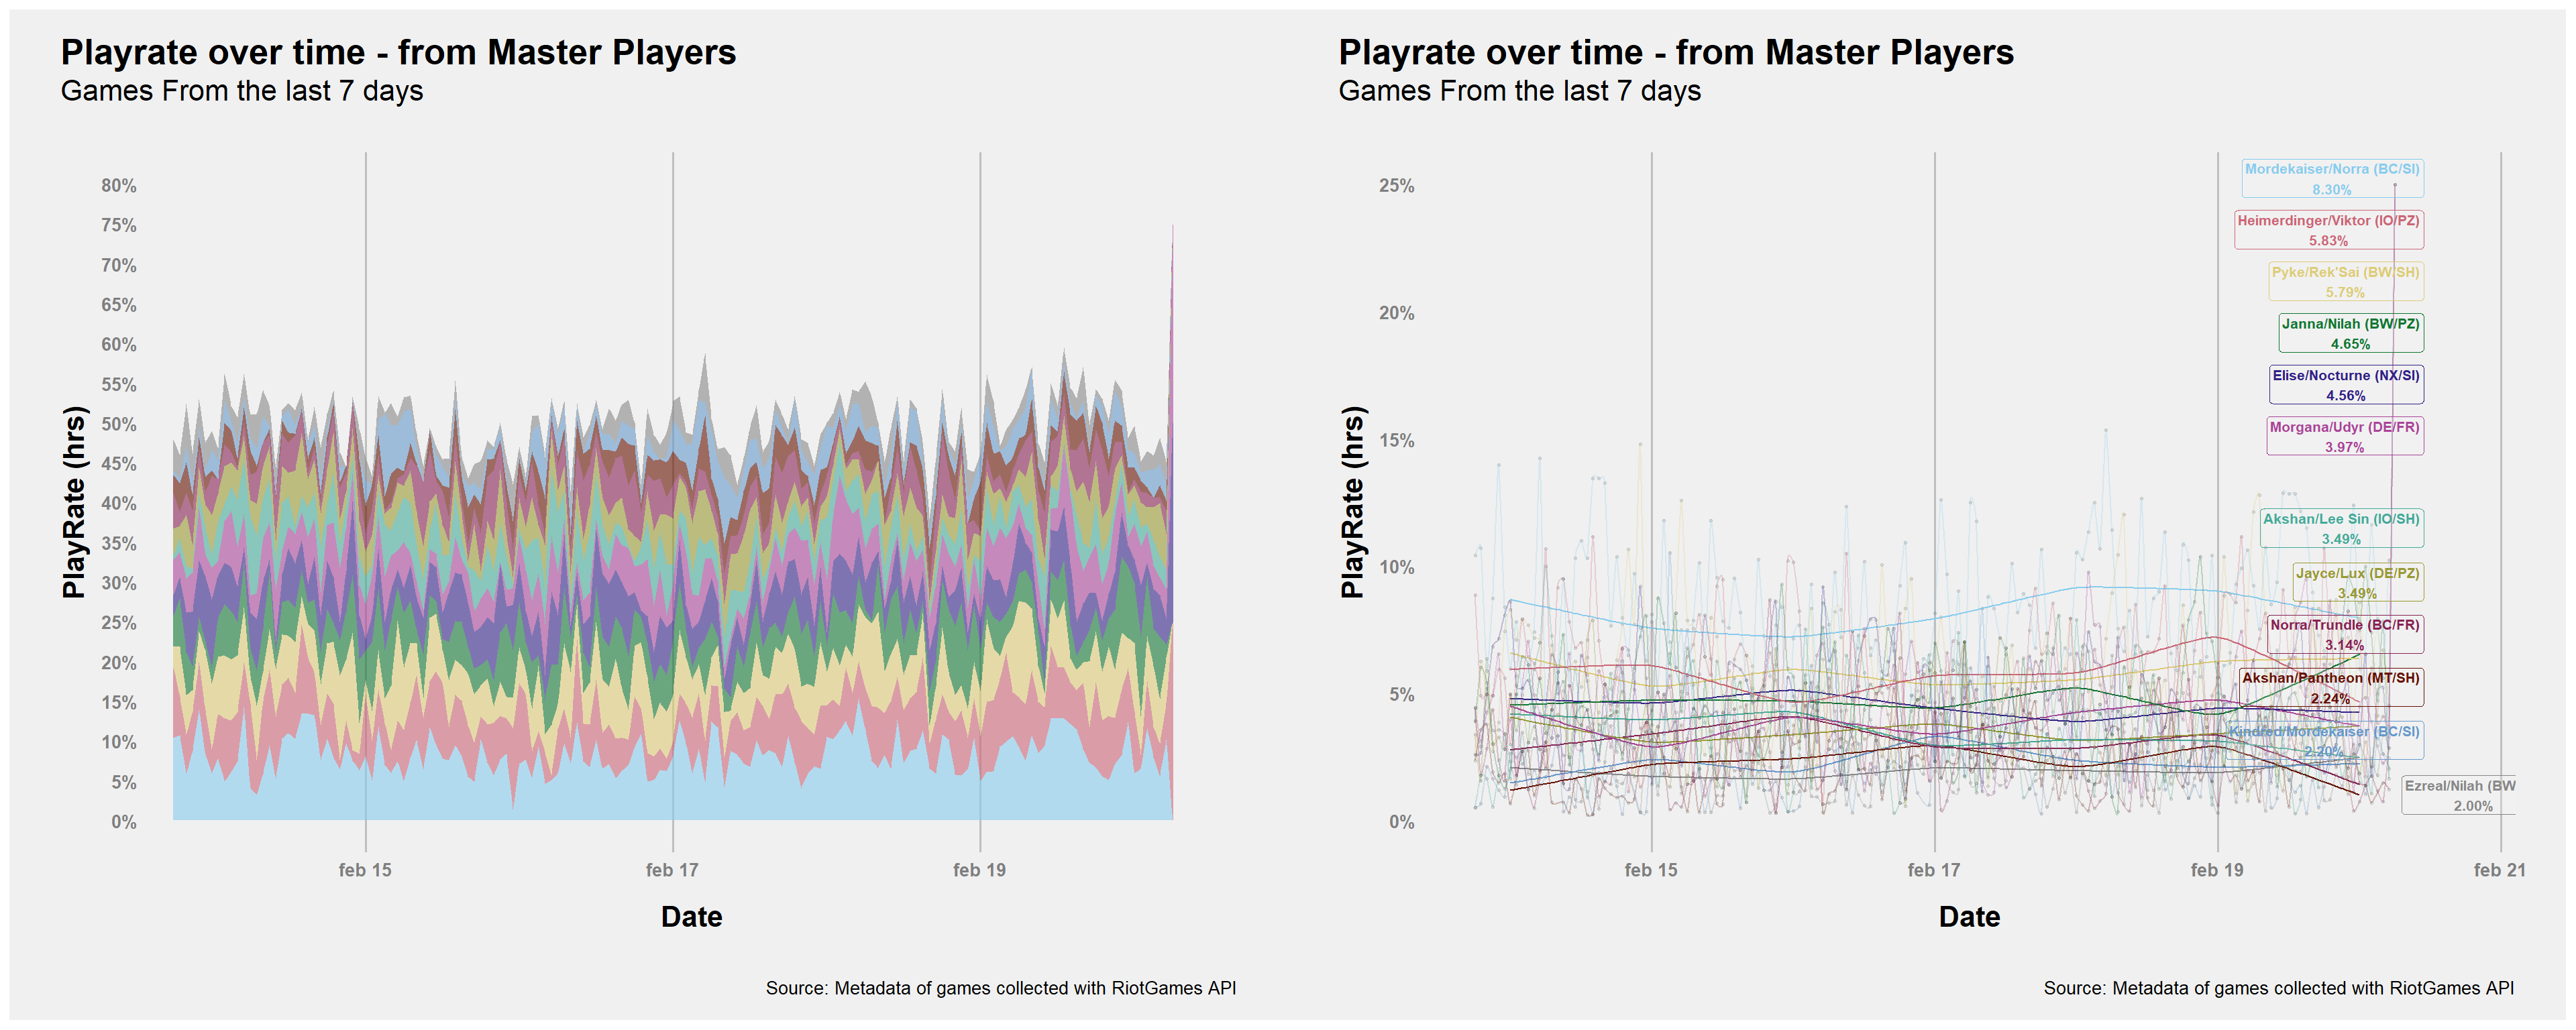 Playrate over time - from Master Players
Games From the last 7 days
PlayRate (hrs)
80%
75%
70%
65%
60%
55%
50%
45%
40%
35%
30%
25%
20%
15%
10%
5%
0%
feb 15
feb 17
feb 19
Date
Source: Metadata of games collected with RiotGames API
Playrate over time - from Master Players
Games From the last 7 days
PlayRate (hrs)
25%
20%
15%
10%
5%
0%
Mordekaiser/Norra (BC/SI)
8.30%
Heimerdinger/Viktor (IO/PZ)
5.83%
Pyke/Rek'Sai (BW/SH)
5.79%
Janna/Nilah (BW/PZ)
4.65%
Elise/Nocturne (NX/SI)
4.56%
Morgana/Udyr (DE/FR)
3.97%
Akshan/Lee Sin (IO/SH)
3.49%
Jayce/Lux (DE/PZ)
3.49%
Norra/Trundle (BC/FR)
3.14%
Akshan/Pantheon (MT/SH)
2.24%
Kindred/Mordekaiser (BC/SI)
2.20%
Ezreal/Nilah (BW
2.00%
feb 15
feb 17
feb 19
feb 21
Date
Source: Metadata of games collected with RiotGames API